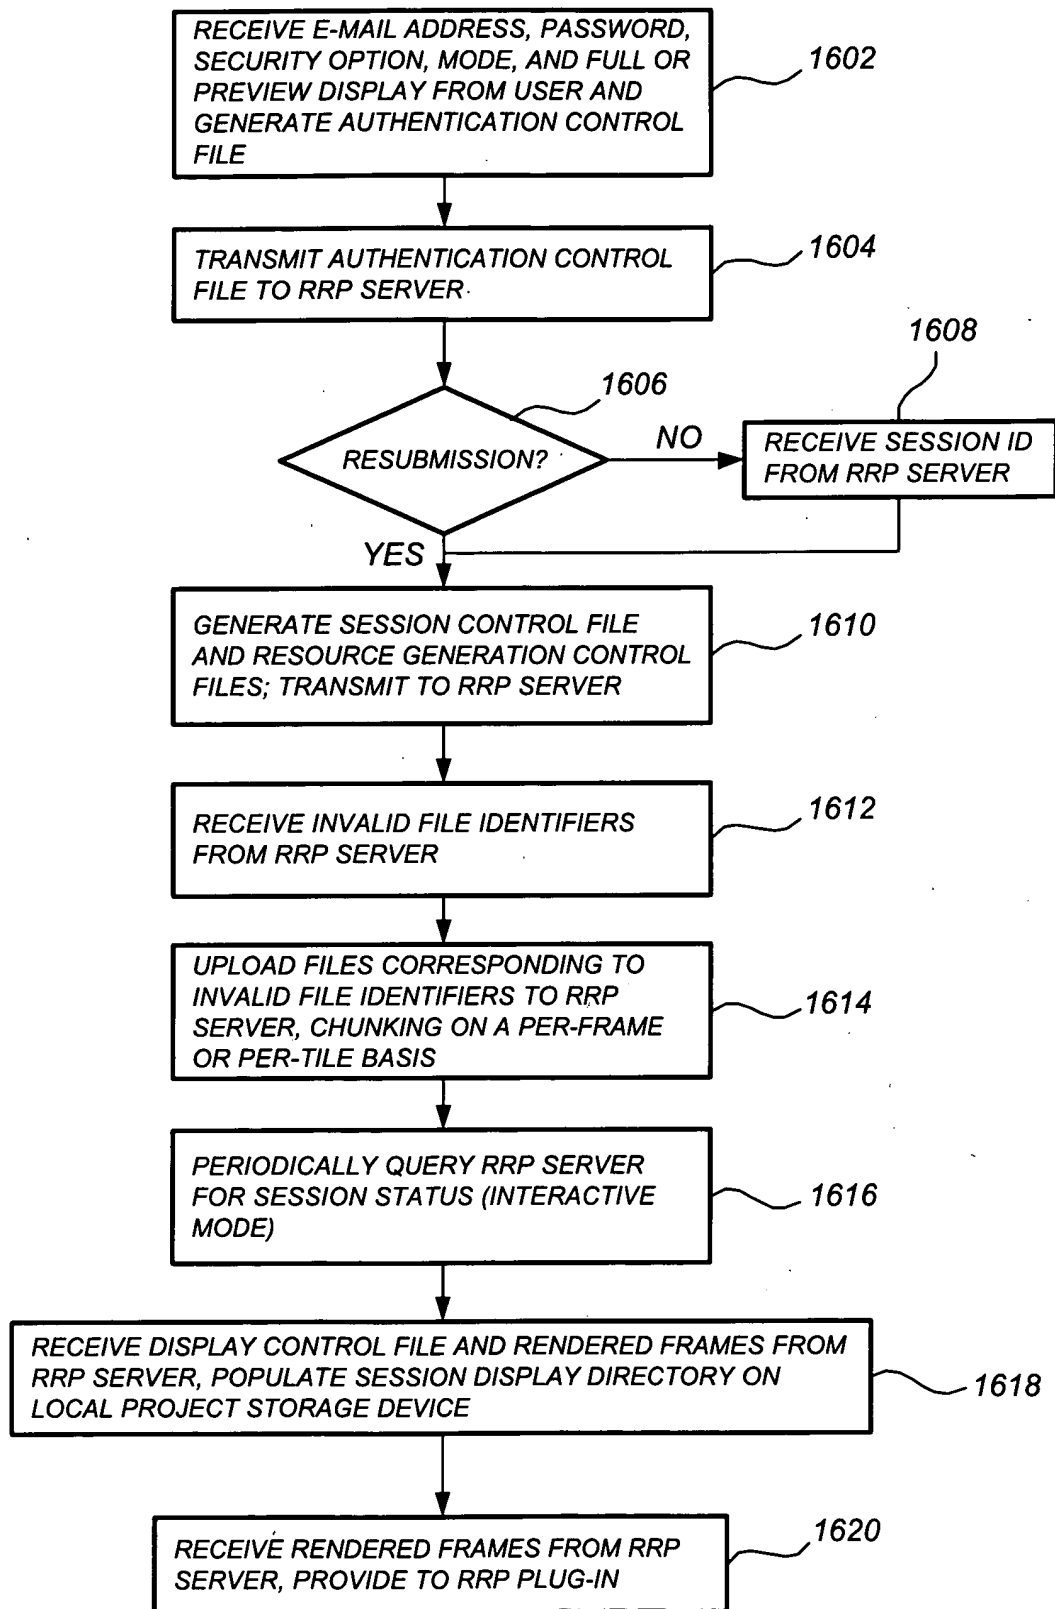 RECEIVE E-MAIL ADDRESS, PASSWORD,
SECURITY OPTION, MODE, AND FULL OR
PREVIEW DISPLAY FROM USER AND
GENERATE AUTHENTICATION CONTROL
FILE
1602
TRANSMIT AUTHENTICATION CONTROL
FILE TO RRP SERVER
1604
1608
1606
RESUBMISSION?
NO
RECEIVE SESSION ID
FROM RRP SERVER
YES
GENERATE SESSION CONTROL FILE
AND RESOURCE GENERATION CONTROL
FILES; TRANSMIT TO RRP SERVER
1610
RECEIVE INVALID FILE IDENTIFIERS
FROM RRP SERVER
1612
UPLOAD FILES CORRESPONDING TO
INVALID FILE IDENTIFIERS TO RRP
SERVER, CHUNKING ON A PER-FRAME
OR PER-TILE BASIS
1614
PERIODICALLY QUERY RRP SERVER
FOR SESSION STATUS (INTERACTIVE
MODE)
1616
RECEIVE DISPLAY CONTROL FILE AND RENDERED FRAMES FROM
RRP SERVER, POPULATE SESSION DISPLAY DIRECTORY ON
LOCAL PROJECT STORAGE DEVICE
1618
RECEIVE RENDERED FRAMES FROM RRP
SERVER, PROVIDE TO RRP PLUG-IN
1620